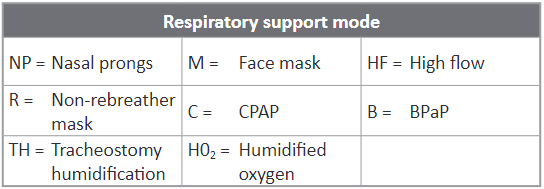 Respiratory support mode
NP = Nasal prongs M = Face mask HF = High flow
R = Non-rebreather
mask
C = CPAP B = BPaP
TH = Tracheostomy
humidification
H0₂ = Humidified
oxygen